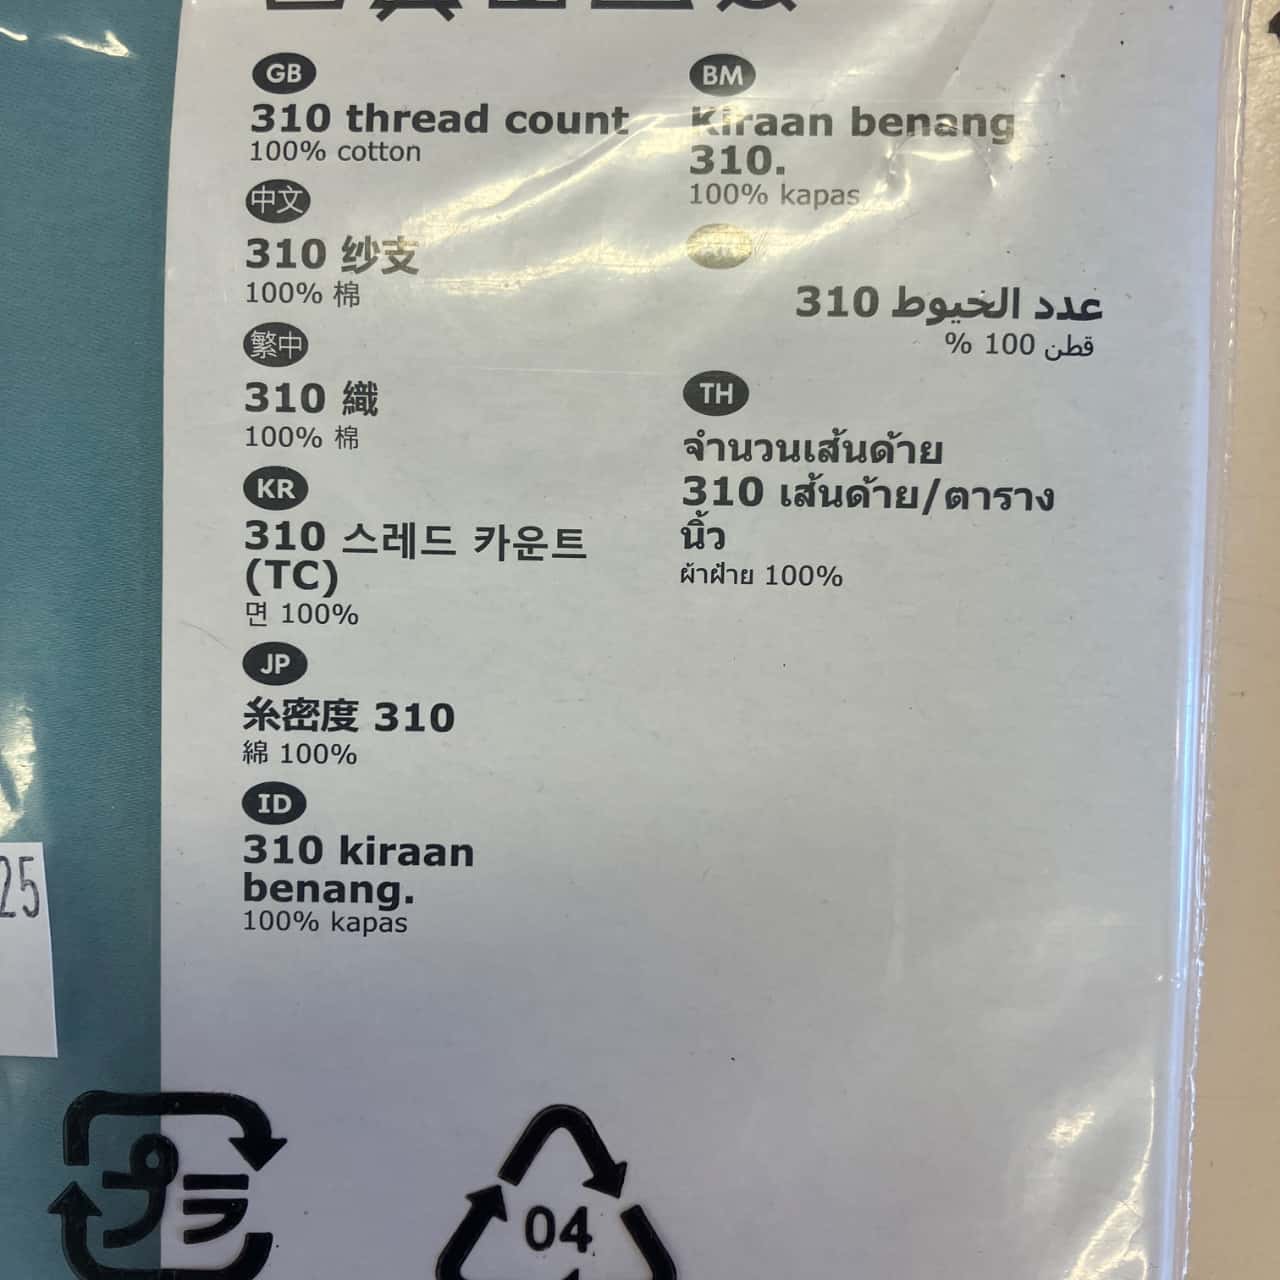 GB
310 thread count
100% cotton
中文
310 纱支
100% 棉
繁中
310 織
100% 棉
KR
310 스레드 카운트
(TC)
면 100%
JP
糸密度 310
綿 100%
ID
310 kiraan
benang.
100% kapas
BM
Kiraan benang
310.
100% kapas
عدد الخيوط 310
قطن 100 %
TH
จำนวนเส้นด้าย
310 เส้นด้าย/ตาราง
นิ้ว
ผ้าฝ้าย 100%
25
プラ
04